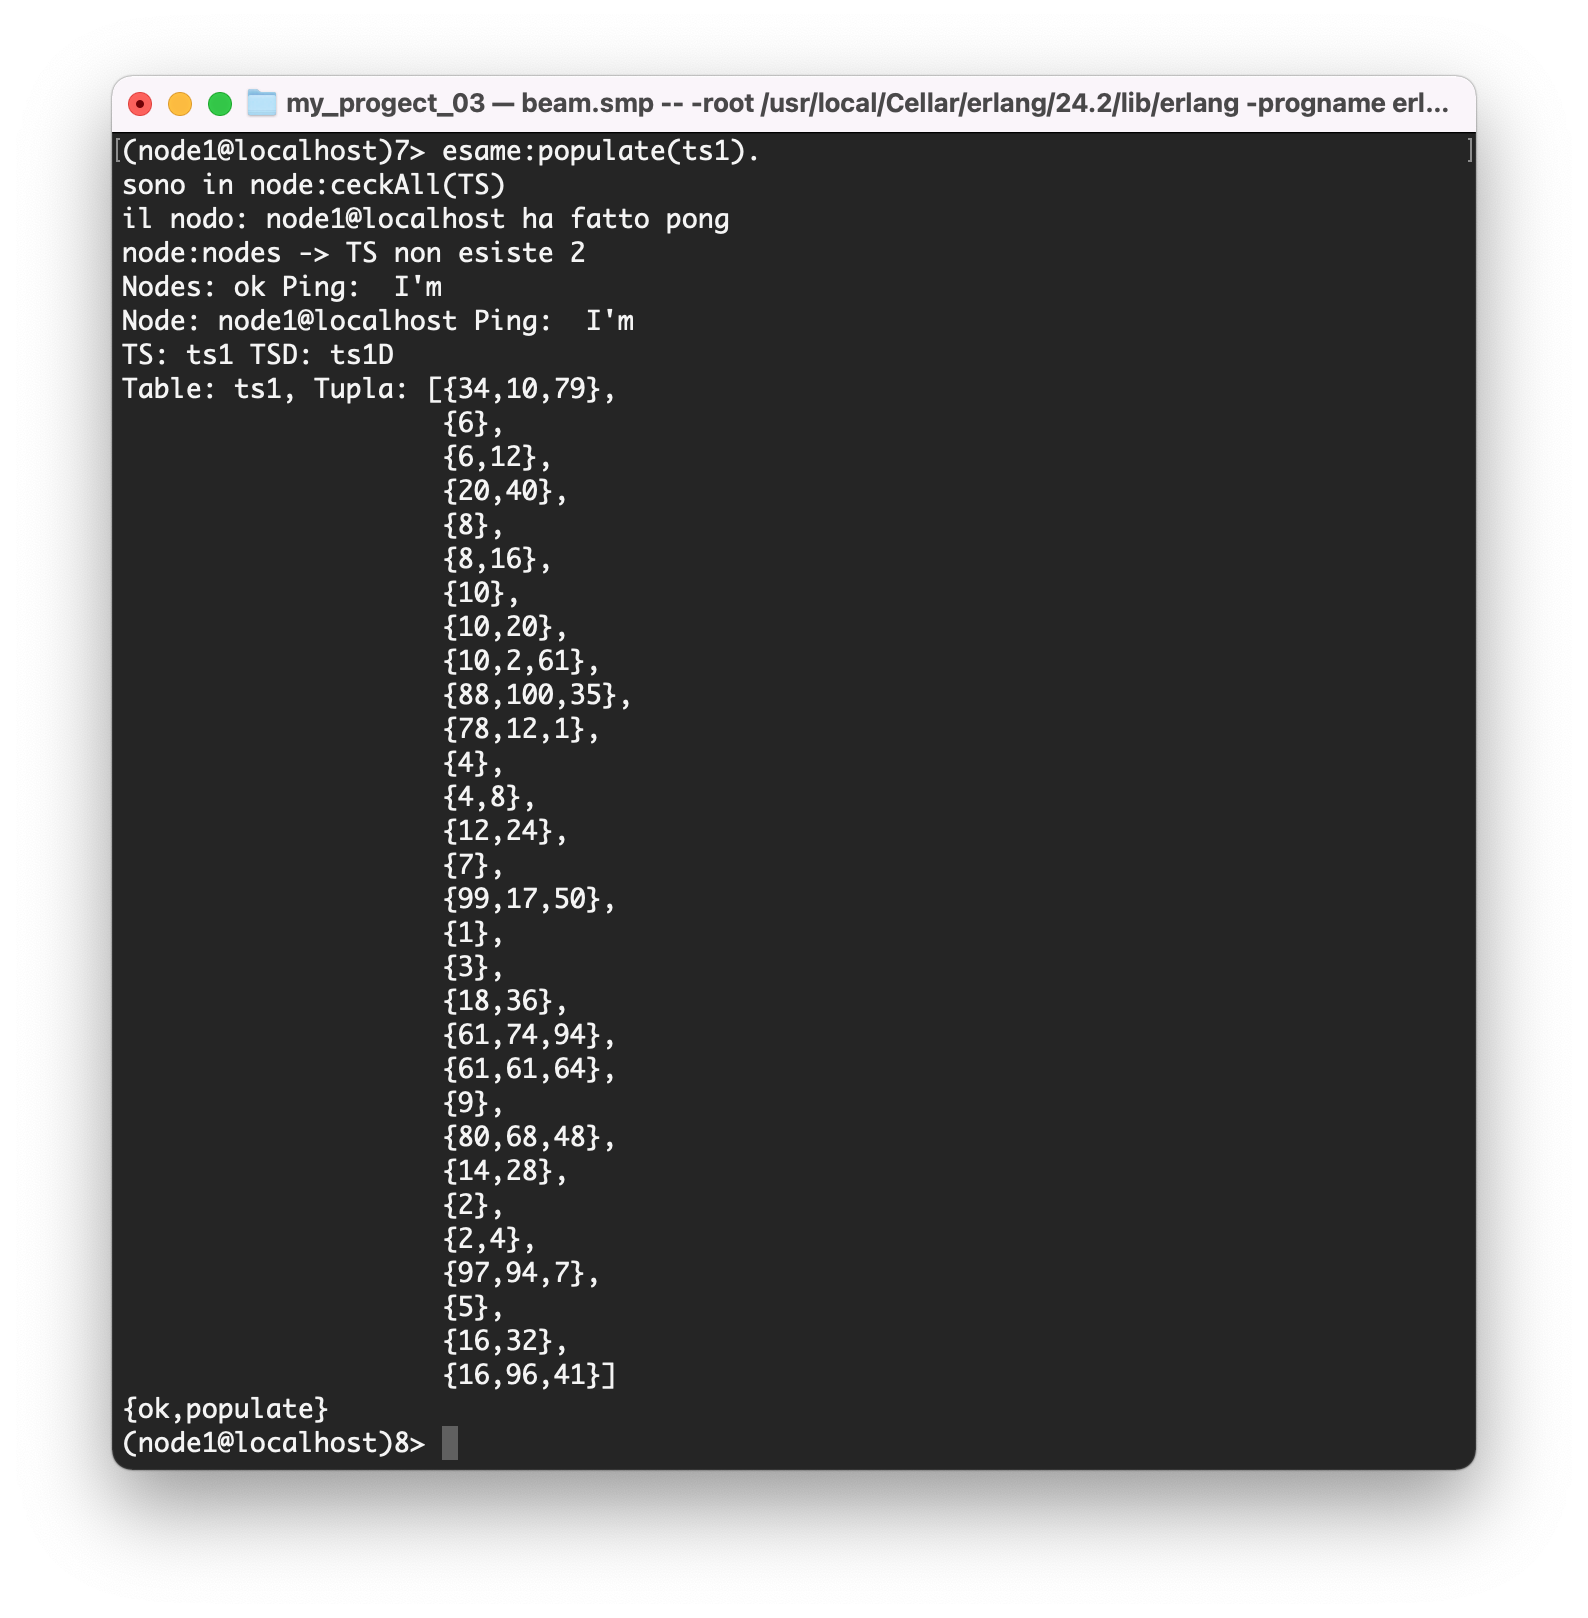 my_progect_03 — beam.smp -- -root /usr/local/Cellar/erlang/24.2/lib/erlang -progname erl...
[(node1@localhost)7> esame:populate(ts1). ]
sono in node:ceckAll(TS)
il nodo: node1@localhost ha fatto pong
node:nodes -> TS non esiste 2
Nodes: ok Ping:  I'm
Node: node1@localhost Ping:  I'm
TS: ts1 TSD: ts1D
Table: ts1, Tupla: [{34,10,79},
{6},
{6,12},
{20,40},
{8},
{8,16},
{10},
{10,20},
{10,2,61},
{88,100,35},
{78,12,1},
{4},
{4,8},
{12,24},
{7},
{99,17,50},
{1},
{3},
{18,36},
{61,74,94},
{61,61,64},
{9},
{80,68,48},
{14,28},
{2},
{2,4},
{97,94,7},
{5},
{16,32},
{16,96,41}]
{ok,populate}
(node1@localhost)8>